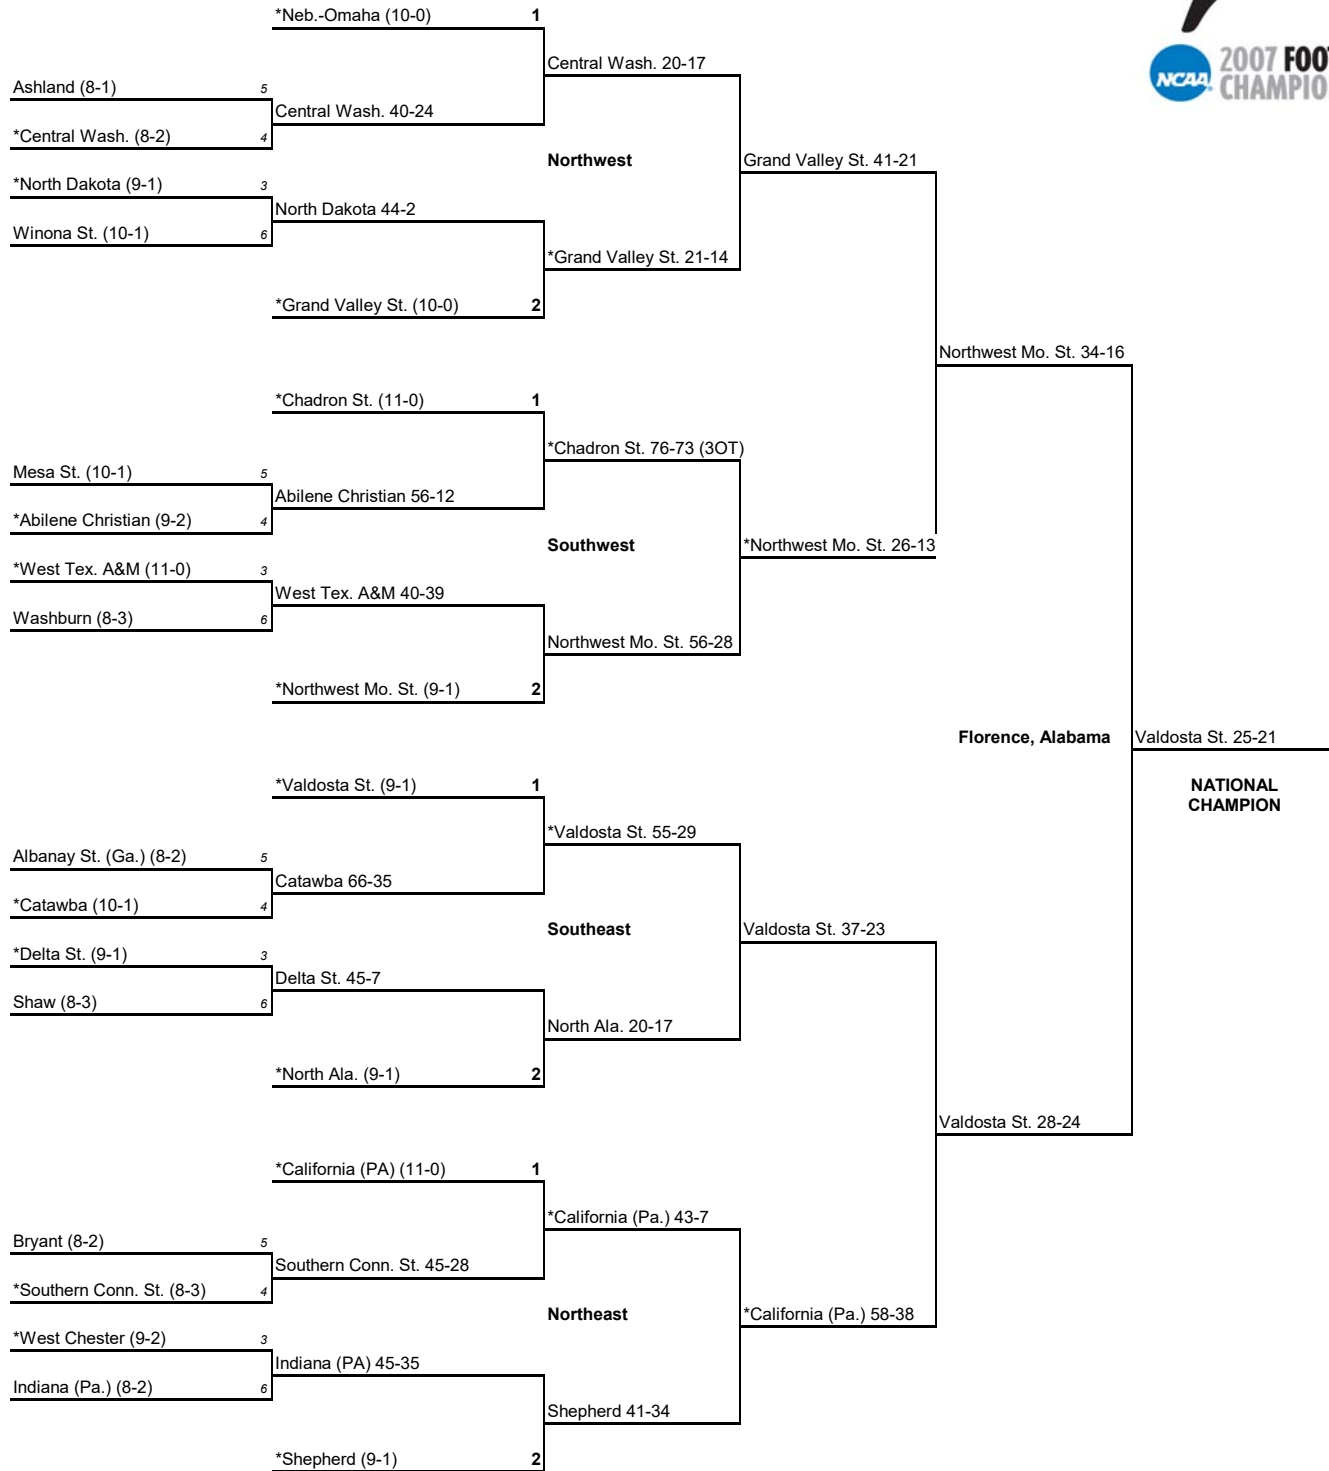 *Neb.-Omaha (10-0) 1
Central Wash. 20-17
NCAA 2007 FOO
CHAMPIO
Ashland (8-1) 5
Central Wash. 40-24
*Central Wash. (8-2) 4
Northwest
Grand Valley St. 41-21
*North Dakota (9-1) 3
North Dakota 44-2
Winona St. (10-1) 6
*Grand Valley St. 21-14
*Grand Valley St. (10-0) 2
Northwest Mo. St. 34-16
*Chadron St. (11-0) 1
*Chadron St. 76-73 (3OT)
Mesa St. (10-1) 5
Abilene Christian 56-12
*Abilene Christian (9-2) 4
Southwest
*Northwest Mo. St. 26-13
*West Tex. A&M (11-0) 3
West Tex. A&M 40-39
Washburn (8-3) 6
Northwest Mo. St. 56-28
*Northwest Mo. St. (9-1) 2
Florence, Alabama
Valdosta St. 25-21
NATIONAL
CHAMPION
*Valdosta St. (9-1) 1
*Valdosta St. 55-29
Albanay St. (Ga.) (8-2) 5
Catawba 66-35
*Catawba (10-1) 4
Southeast
Valdosta St. 37-23
*Delta St. (9-1) 3
Delta St. 45-7
Shaw (8-3) 6
North Ala. 20-17
*North Ala. (9-1) 2
Valdosta St. 28-24
*California (PA) (11-0) 1
*California (Pa.) 43-7
Bryant (8-2) 5
Southern Conn. St. 45-28
*Southern Conn. St. (8-3) 4
Northeast
*California (Pa.) 58-38
*West Chester (9-2) 3
Indiana (PA) 45-35
Indiana (Pa.) (8-2) 6
Shepherd 41-34
*Shepherd (9-1) 2